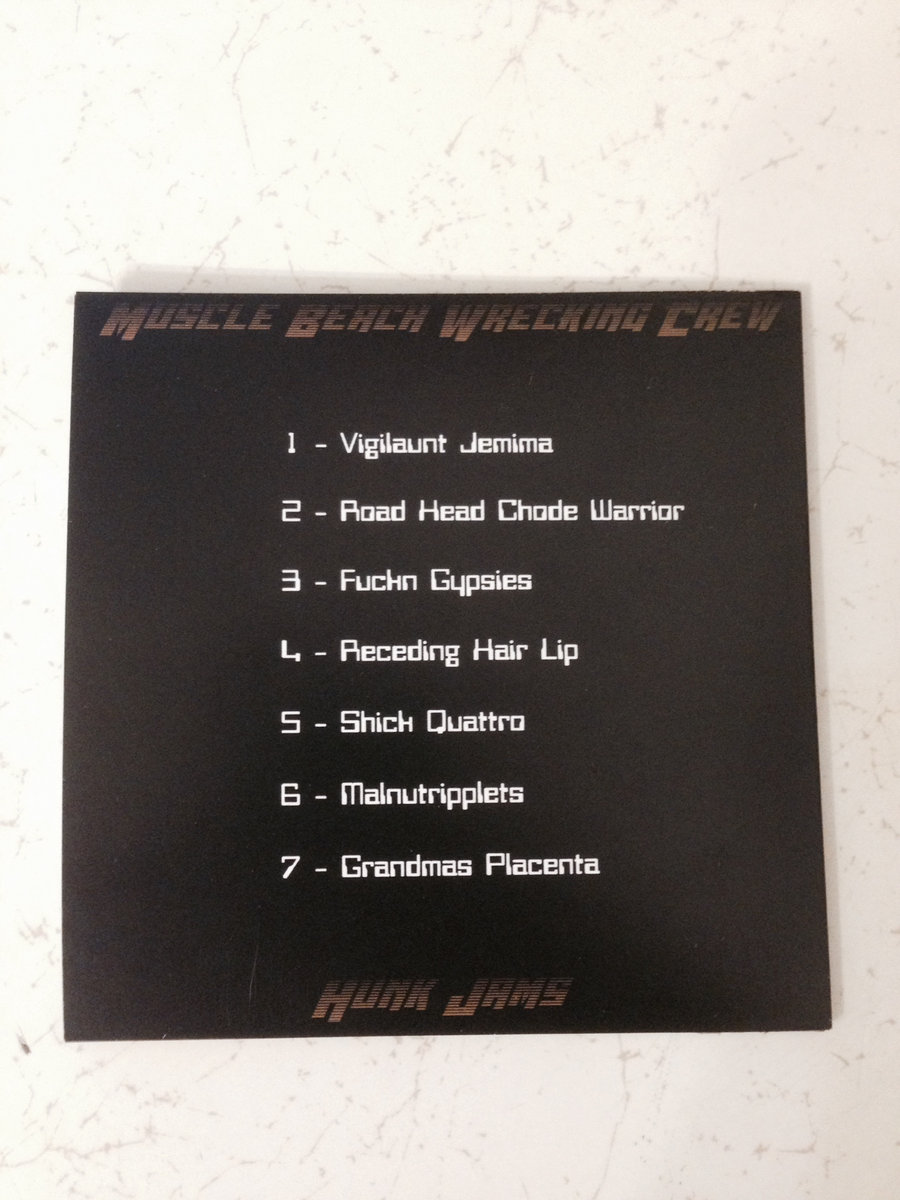 Muscle Beach Wrecking Crew
1 - Vigilaunt Jemima
2 - Road Head Chode Warrior
3 - Fuckn Gypsies
4 - Receding Hair Lip
5 - Shick Quattro
6 - Malnutripplets
7 - Grandmas Placenta
Hunk Jams